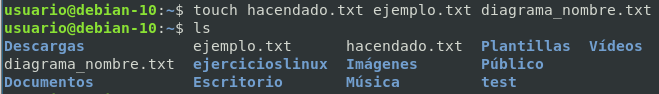 usuario@debian-10:~$ touch hacendado.txt ejemplo.txt diagrama_nombre.txt
usuario@debian-10:~$ ls
Descargas ejemplo.txt hacendado.txt Plantillas Vídeos
diagrama_nombre.txt ejercicioslinux Imágenes Público
Documentos Escritorio Música test